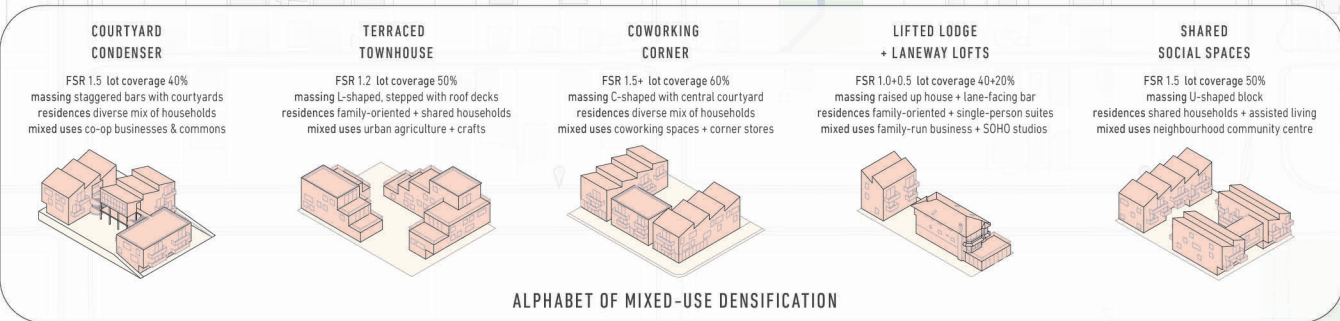 COURTYARD
CONDENSER
FSR 1.5 lot coverage 40%
massing staggered bars with courtyards
residences diverse mix of households
mixed uses co-op businesses & commons
TERRACED
TOWNHOUSE
FSR 1.2 lot coverage 50%
massing L-shaped, stepped with roof decks
residences family-oriented + shared households
mixed uses urban agriculture + crafts
COWORKING
CORNER
FSR 1.5+ lot coverage 60%
massing C-shaped with central courtyard
residences diverse mix of households
mixed uses coworking spaces + corner stores
LIFTED LODGE
+ LANEWAY LOFTS
FSR 1.0+0.5 lot coverage 40+20%
massing raised up house + lane-facing bar
residences family-oriented + single-person suites
mixed uses family-run business + SOHO studios
SHARED
SOCIAL SPACES
FSR 1.5 lot coverage 50%
massing U-shaped block
residences shared households + assisted living
mixed uses neighbourhood community centre
ALPHABET OF MIXED-USE DENSIFICATION